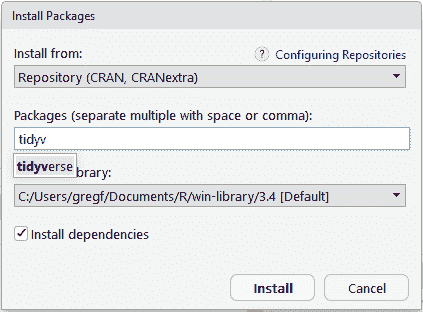 Install Packages
Install from:
? Configuring Repositories
Repository (CRAN, CRANextra)
Packages (separate multiple with space or comma):
tidyv
tidyverse
brary:
C:/Users/gregf/Documents/R/win-library/3.4 [Default]
Install dependencies
Install
Cancel